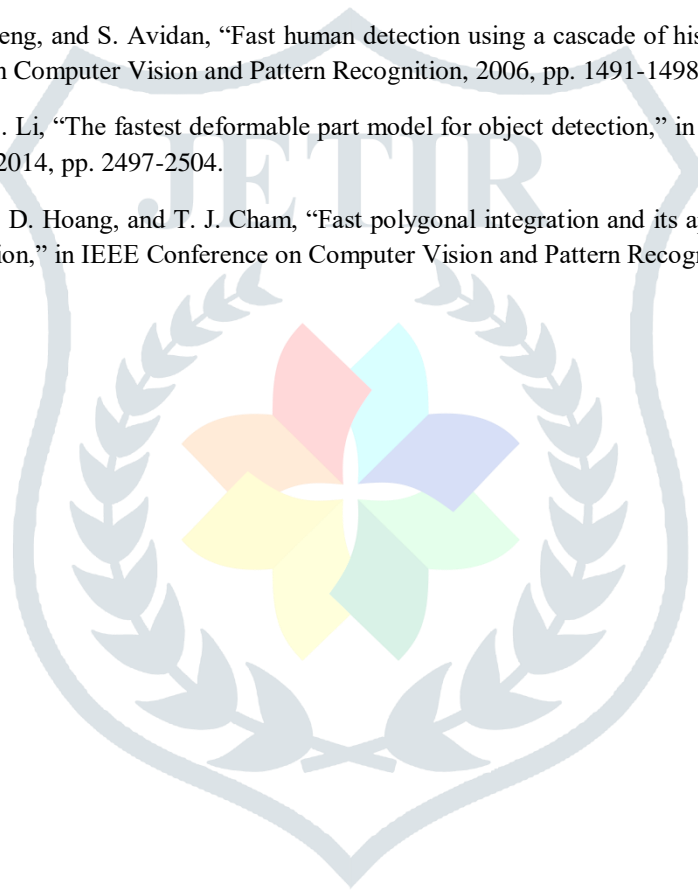 eng, and S. Avidan, “Fast human detection using a cascade of his
n Computer Vision and Pattern Recognition, 2006, pp. 1491-1498
. Li, “The fastest deformable part model for object detection,” in
2014, pp. 2497-2504.
D. Hoang, and T. J. Cham, “Fast polygonal integration and its a
ion,” in IEEE Conference on Computer Vision and Pattern Recogn
JETIR